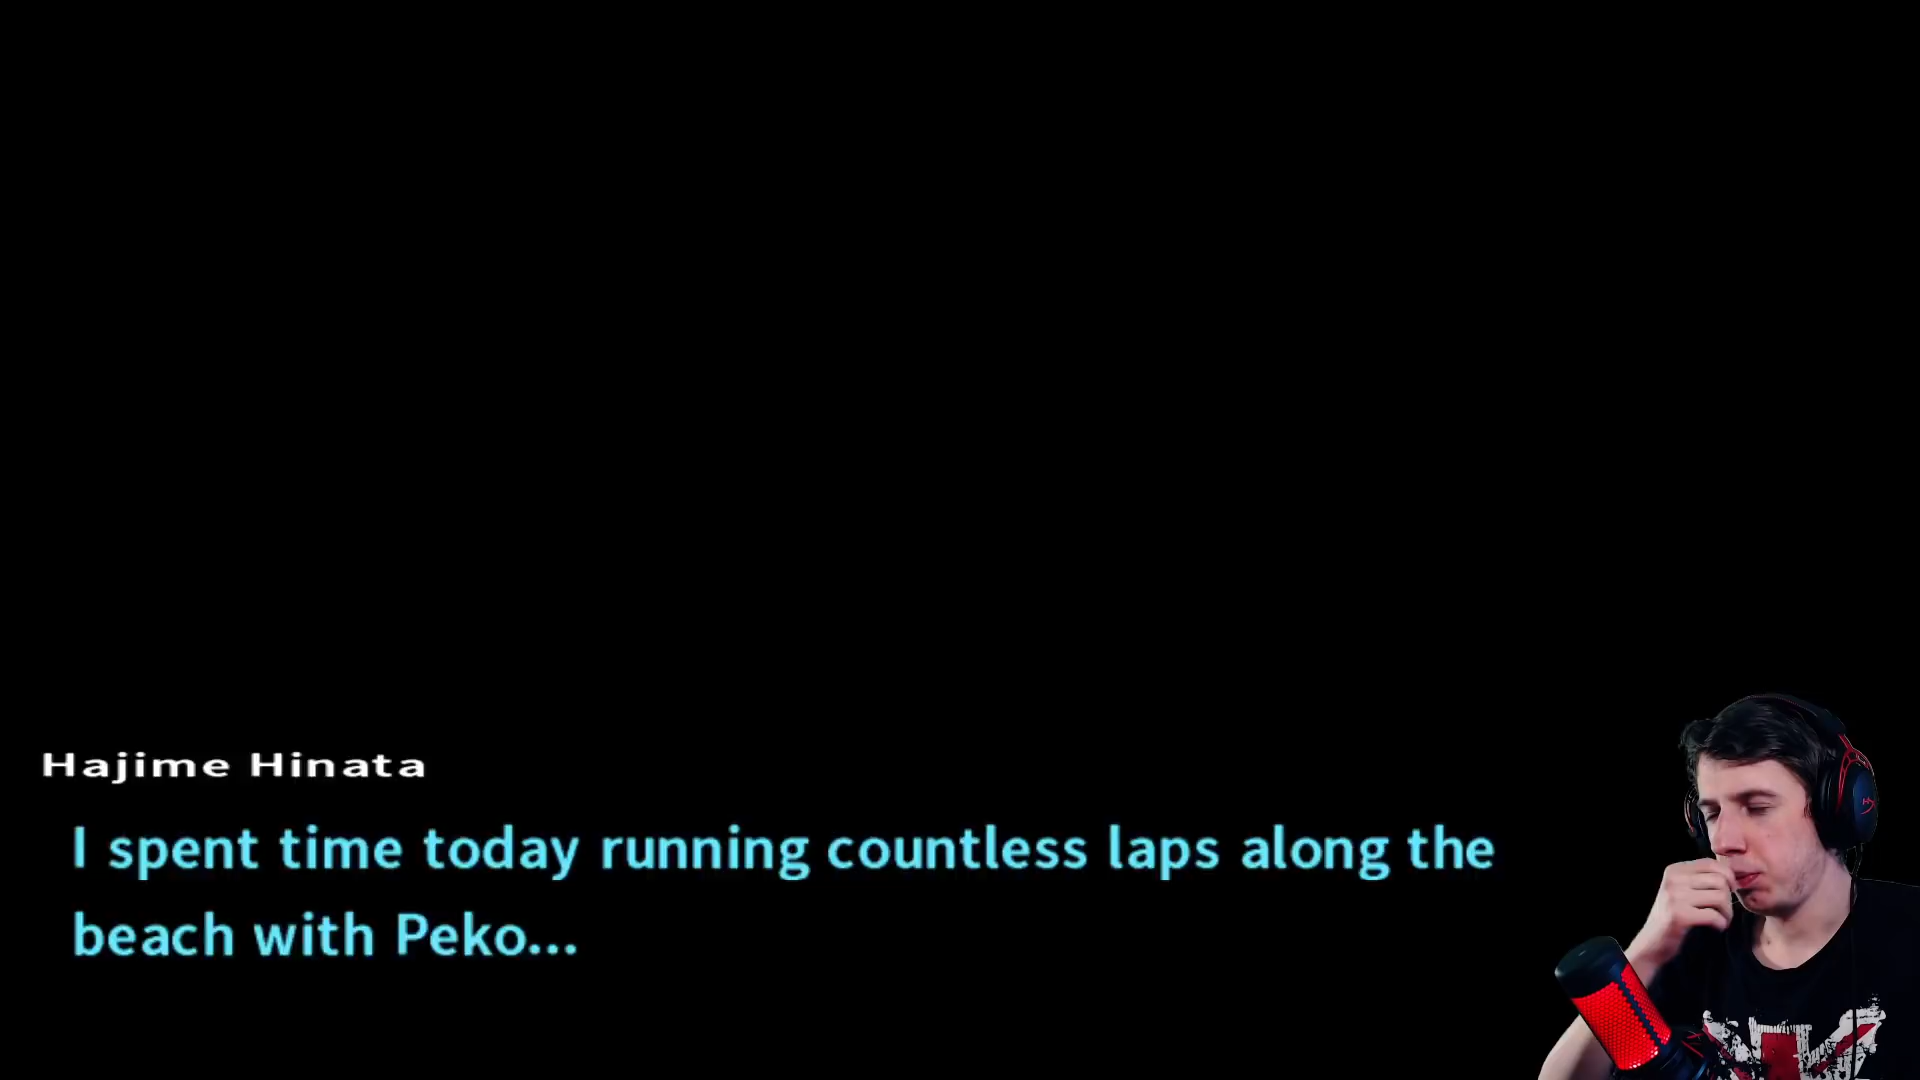 Hajime Hinata
I spent time today running countless laps along the
beach with Peko...